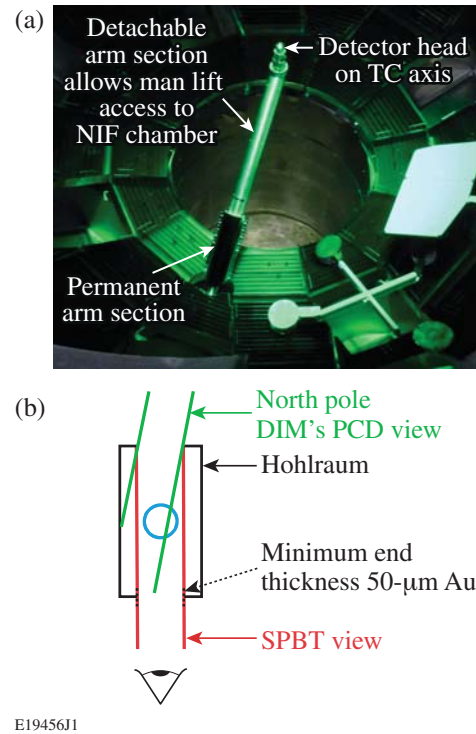 (a)
Detachable
arm section
allows man lift
access to
NIF chamber
Detector head
on TC axis
Permanent
arm section
(b)
North pole
DIM's PCD view
Hohlraum
Minimum end
thickness 50-μm Au
SPBT view
E19456J1